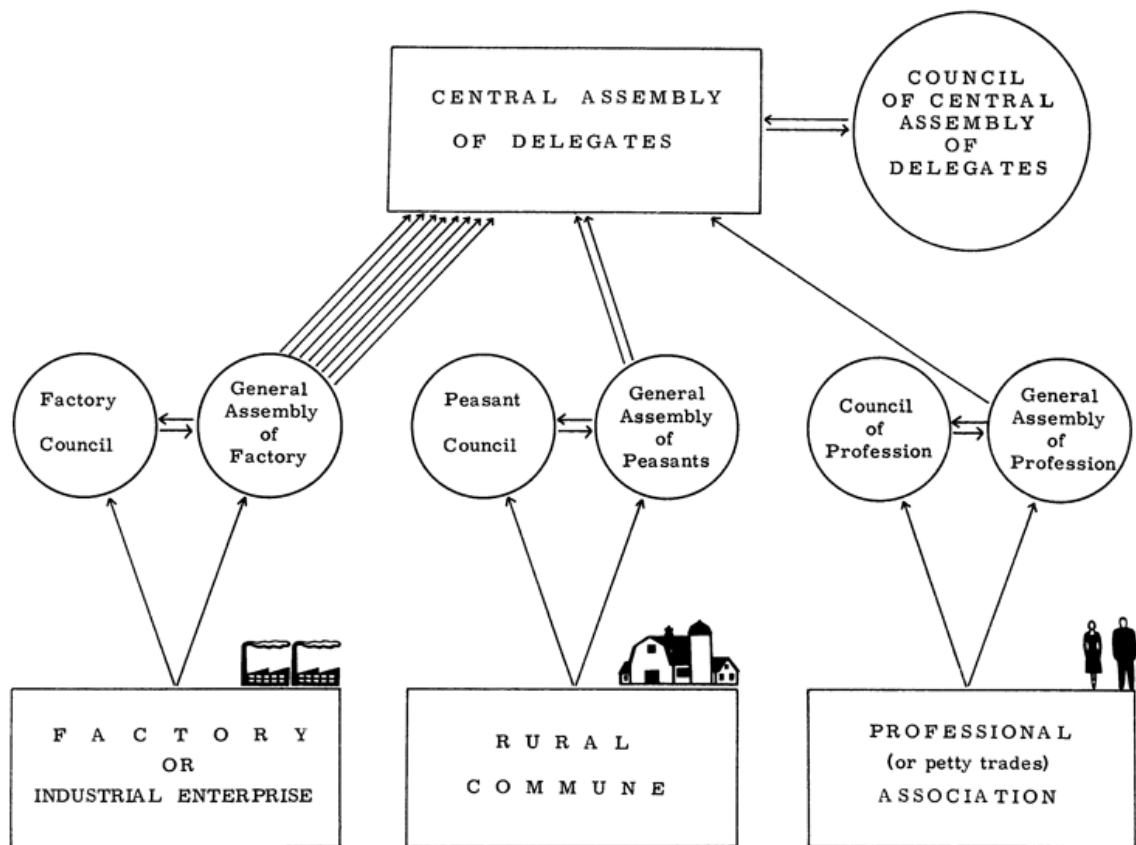 CENTRAL ASSEMBLY
OF DELEGATES
COUNCIL
OF CENTRAL
ASSEMBLY
OF
DELEGATES
Factory
Council
General
Assembly
of
Factory
Peasant
Council
General
Assembly
of
Peasants
Council
of
Profession
General
Assembly
of
Profession
FACTORY
OR
INDUSTRIAL ENTERPRISE
RURAL
COMMUNE
PROFESSIONAL
(or petty trades)
ASSOCIATION